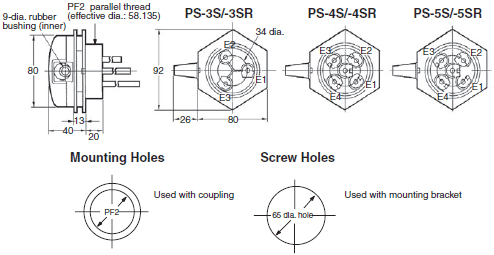 PF2 parallel thread
(effective dia.: 58.135)
9-dia. rubber
bushing (inner)
80
13
40
20
PS-3S/-3SR
34 dia.
92
E2
E1
E3
26
80
PS-4S/-4SR
E3
E2
E4
E1
PS-5S/-5SR
E3
E2
E4
E1
Mounting Holes
PF2
Used with coupling
Screw Holes
65 dia. hole
Used with mounting bracket